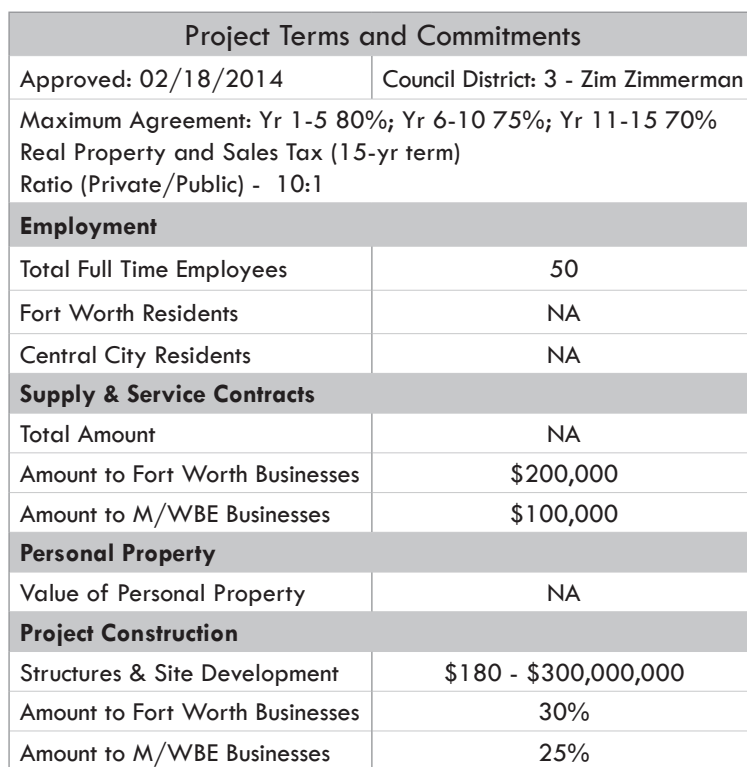 Project Terms and Commitments
Approved: 02/18/2014 Council District: 3 - Zim Zimmerman
Maximum Agreement: Yr 1-5 80%; Yr 6-10 75%; Yr 11-15 70%
Real Property and Sales Tax (15-yr term)
Ratio (Private/Public) - 10:1
Employment
Total Full Time Employees 50
Fort Worth Residents NA
Central City Residents NA
Supply & Service Contracts
Total Amount NA
Amount to Fort Worth Businesses $200,000
Amount to M/WBE Businesses $100,000
Personal Property
Value of Personal Property NA
Project Construction
Structures & Site Development $180 - $300,000,000
Amount to Fort Worth Businesses 30%
Amount to M/WBE Businesses 25%